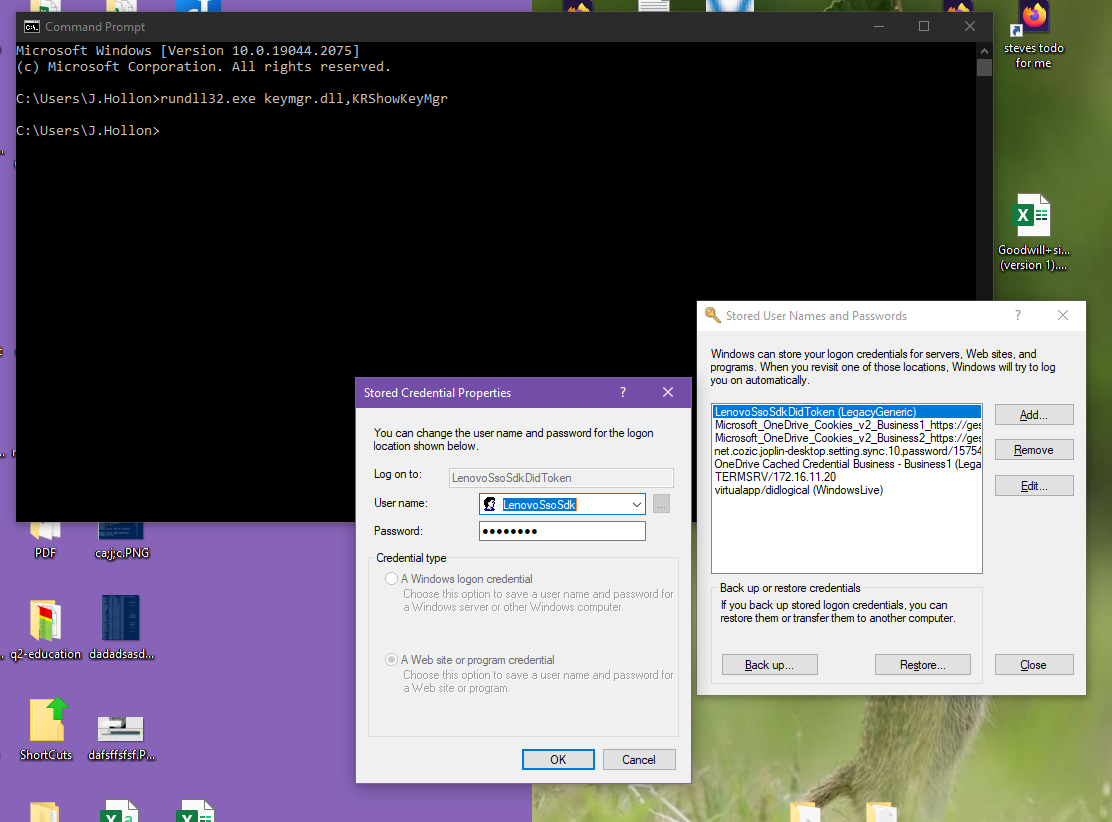 Command Prompt
Microsoft Windows [Version 10.0.19044.2075]
(c) Microsoft Corporation. All rights reserved.
C:\Users\J.Hollon>rundll32.exe keymgr.dll,KRShowKeyMgr
C:\Users\J.Hollon>
steves todo
for me
Goodwill+si...
(version 1)....
Stored User Names and Passwords
?
Windows can store your logon credentials for servers, Web sites, and
programs. When you revisit one of those locations, Windows will try to log
you on automatically.
LenovoSsoSdkDidToken (LegacyGeneric)
Microsoft_OneDrive_Cookies_v2_Business1_https://ges
Microsoft_OneDrive_Cookies_v2_Business2_https://ges
net.cozic.joplin-desktop.setting.sync.10.password/15754
OneDrive Cached Credential Business - Business1 (Lega
TERMSRV/172.16.11.20
virtualapp/didlogical (WindowsLive)
Add...
Remove
Edit...
Back up or restore credentials
If you back up stored logon credentials, you can
restore them or transfer them to another computer.
Back up...
Restore...
Close
Stored Credential Properties
?
You can change the user name and password for the logon
location shown below.
Log on to:
LenovoSsoSdkDidToken
User name:
LenovoSsoSdk
...
Password:
●●●●●●●●
Credential type
A Windows logon credential
Choose this option to save a user name and password for
a Windows server or other Windows computer.
A Web site or program credential
Choose this option to save a user name and password for
a Web site or program.
OK
Cancel
PDF
ca;j;c.PNG
q2-education
dadadsasd...
ShortCuts
dafsffsfsf.P...